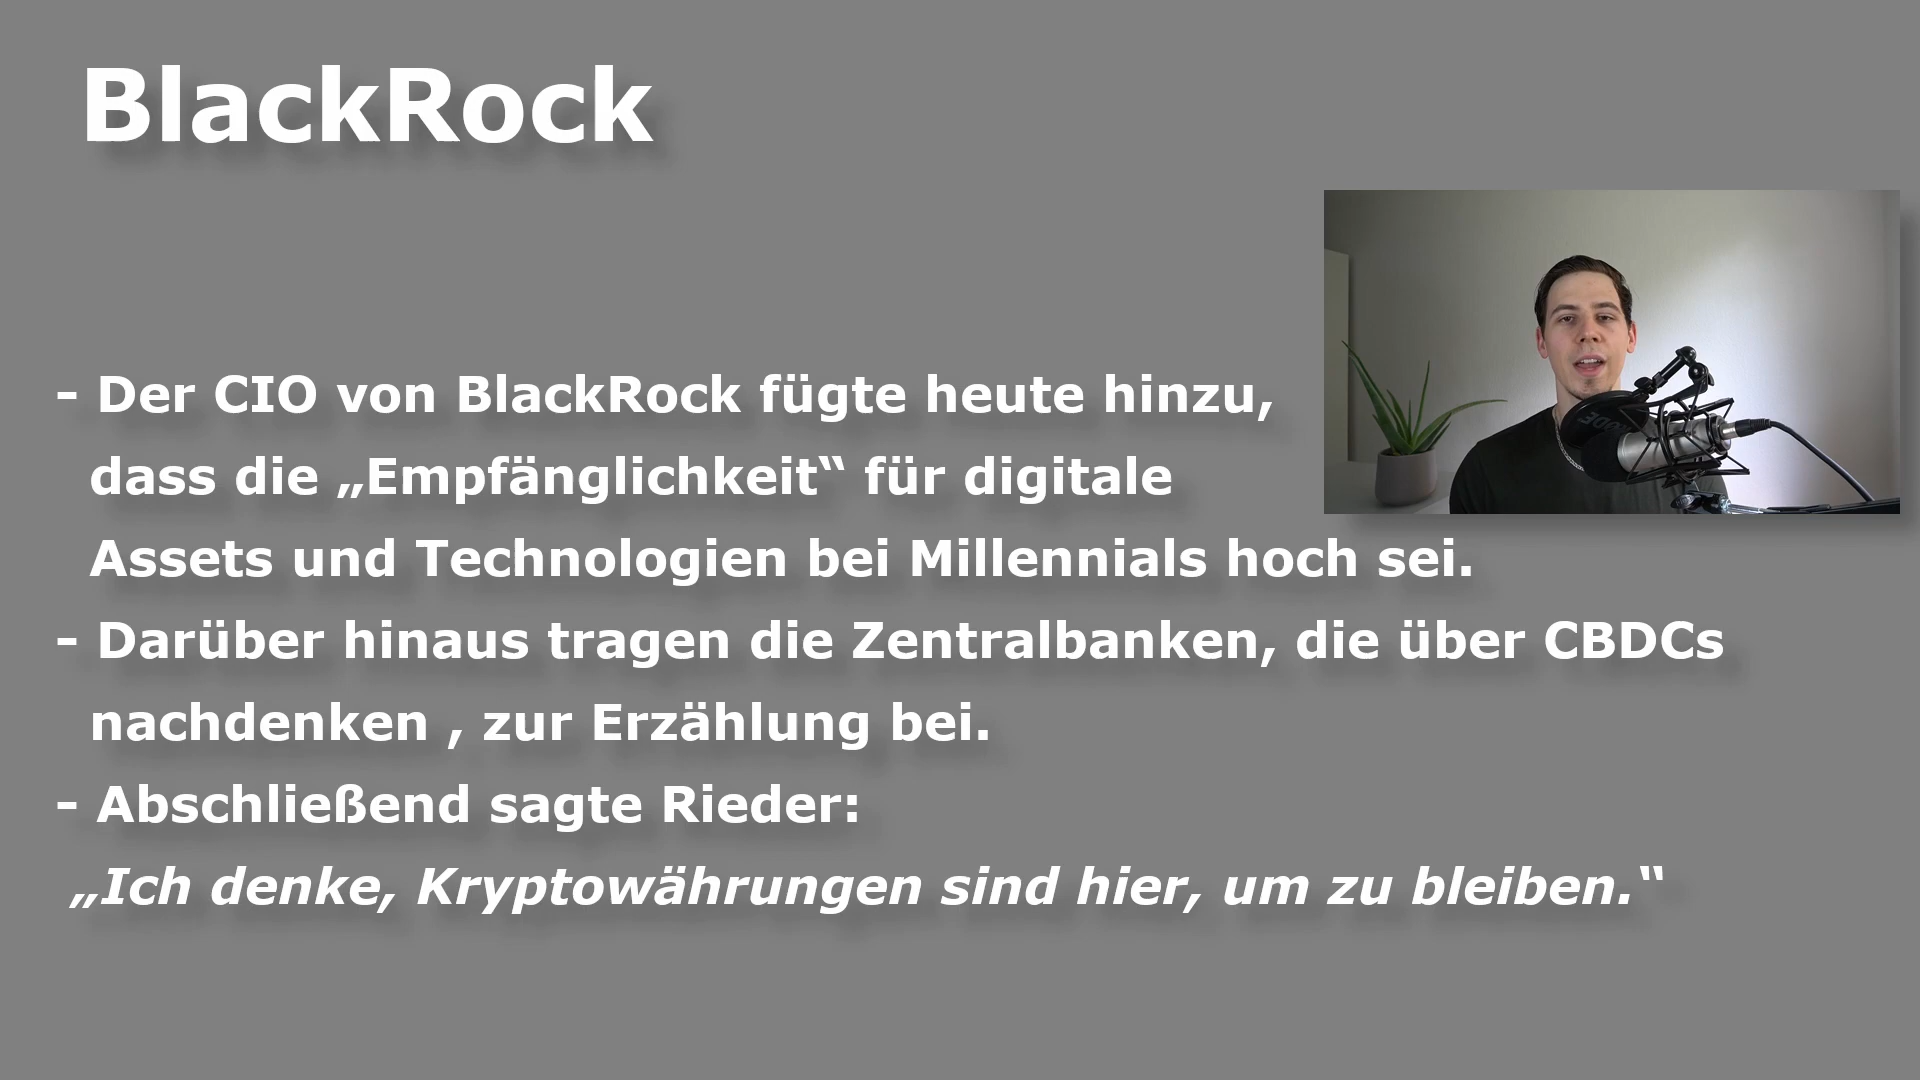 BlackRock
- Der CIO von BlackRock fügte heute hinzu,
dass die „Empfänglichkeit“ für digitale
Assets und Technologien bei Millennials hoch sei.
- Darüber hinaus tragen die Zentralbanken, die über CBDCs
nachdenken , zur Erzählung bei.
- Abschließend sagte Rieder:
„Ich denke, Kryptowährungen sind hier, um zu bleiben.“
RODE